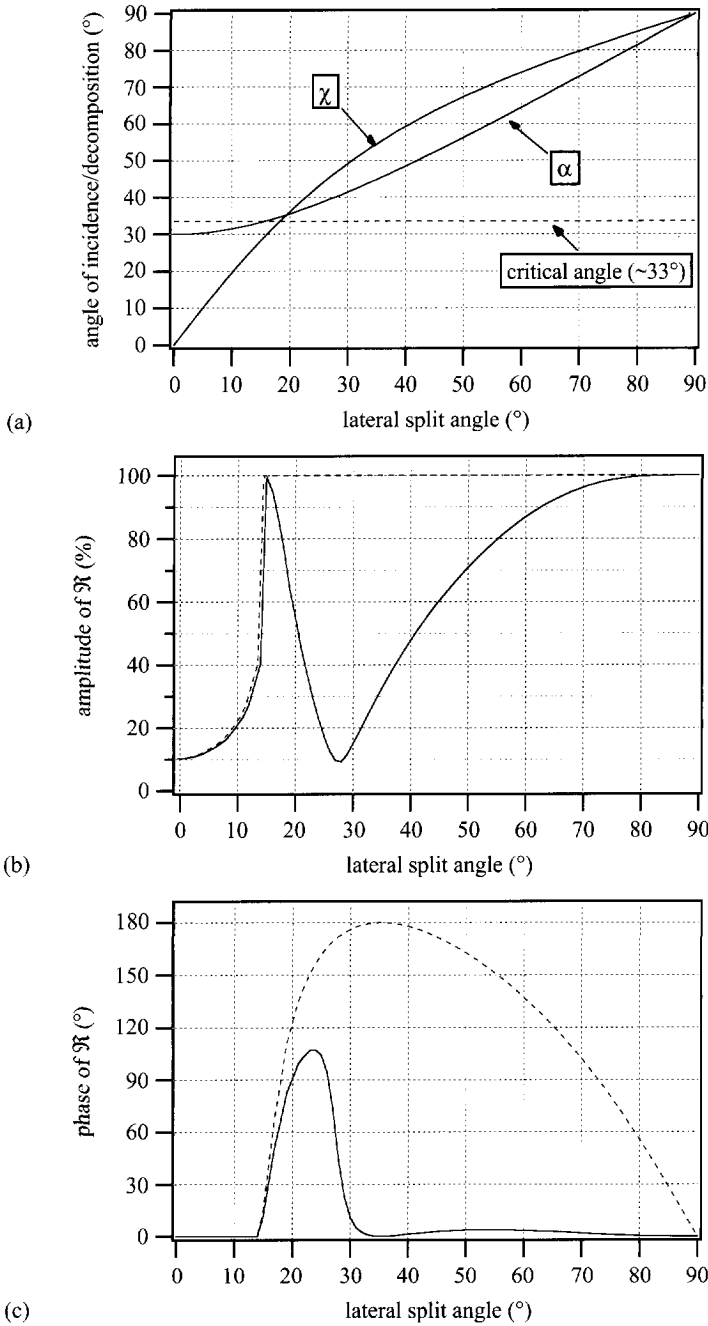 angle of incidence/decomposition (°)
90
80
70
60
50
40
30
20
10
0
χ
α
critical angle (~33°)
0 10 20 30 40 50 60 70 80 90
lateral split angle (°)
(a)
amplitude of ℜ (%)
100
80
60
40
20
0
0 10 20 30 40 50 60 70 80 90
lateral split angle (°)
(b)
phase of ℜ (°)
180
150
120
90
60
30
0
0 10 20 30 40 50 60 70 80 90
lateral split angle (°)
(c)